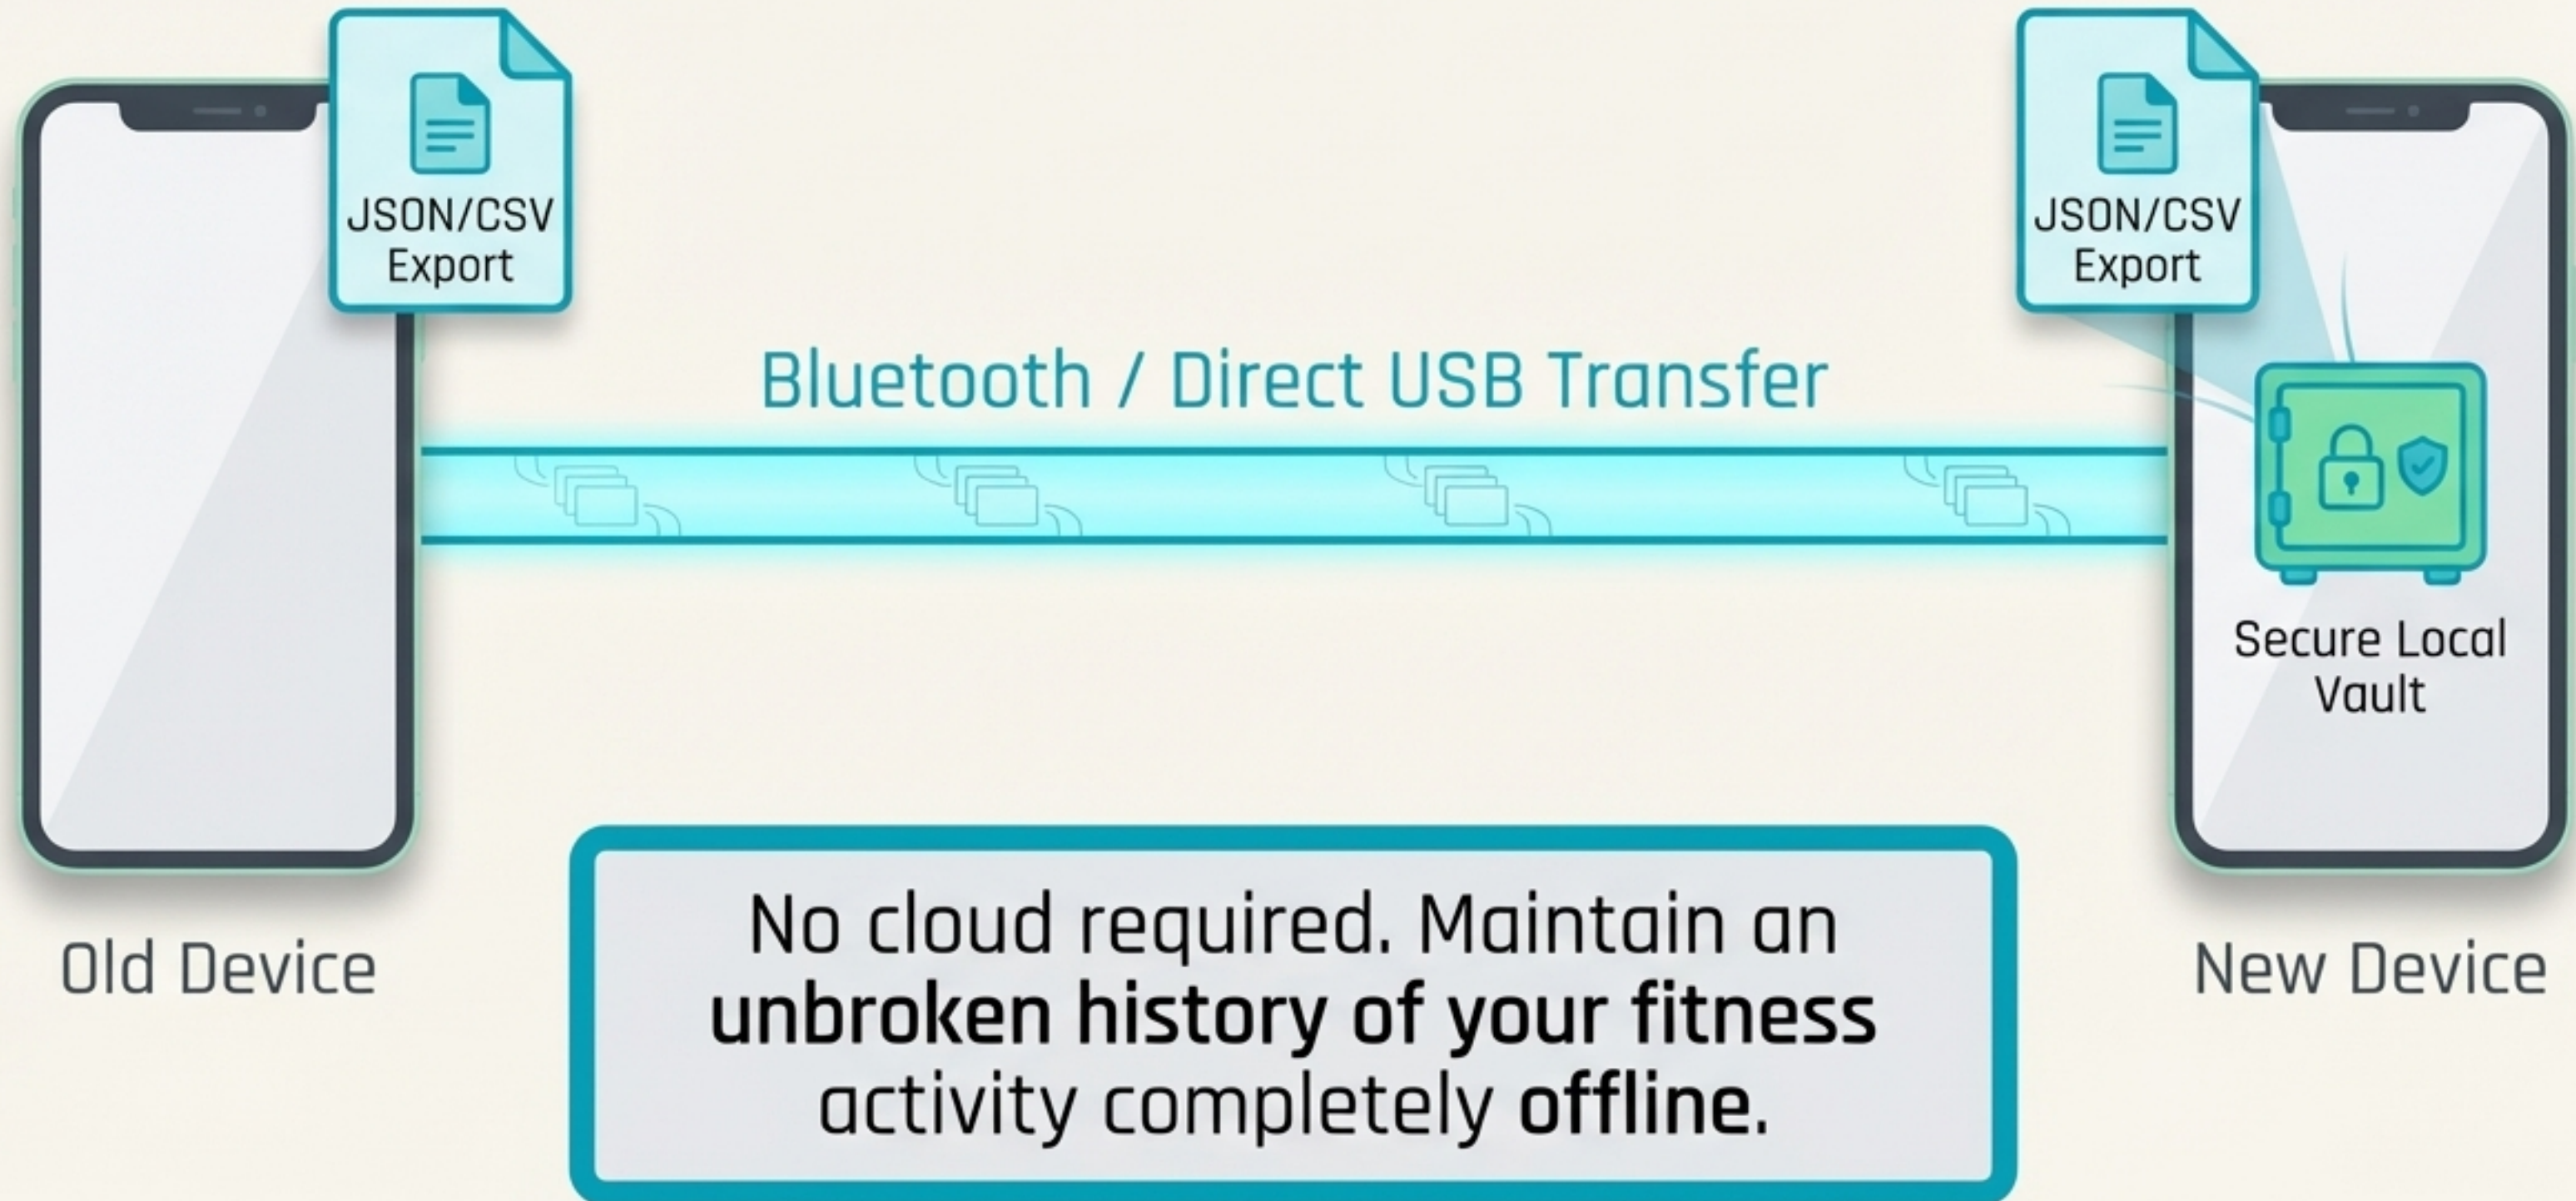 JSON/CSV
Export
JSON/CSV
Export
Bluetooth / Direct USB Transfer
Secure Local
Vault
Old Device
New Device
No cloud required. Maintain an
unbroken history of your fitness
activity completely offline.